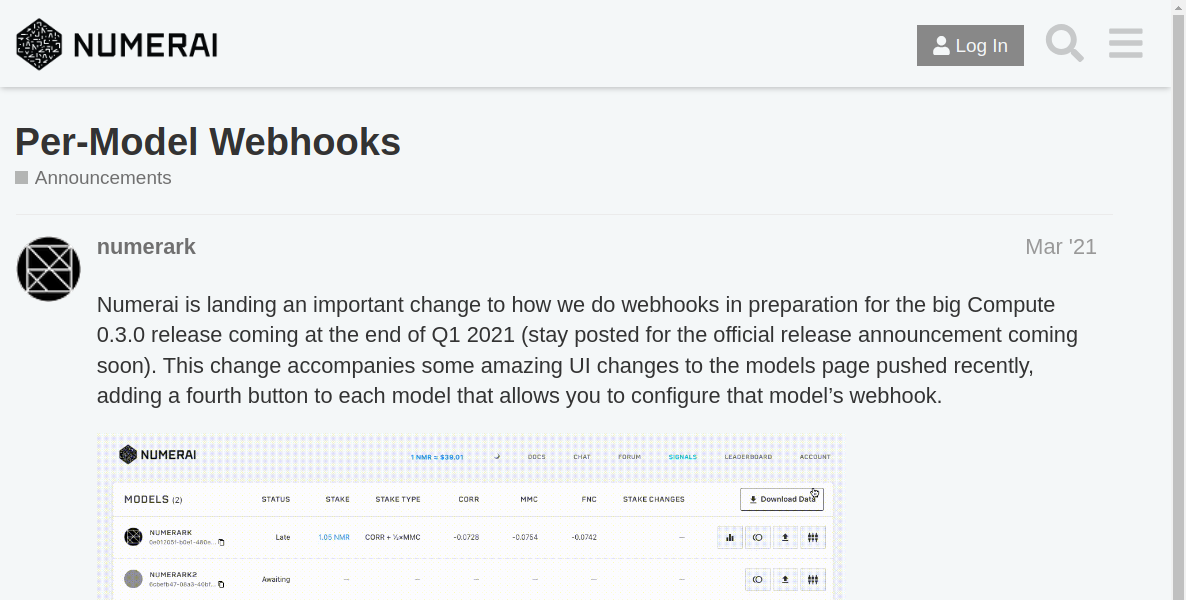 NUMERAI
Log In
Per-Model Webhooks
Announcements
numerark
Mar '21
Numerai is landing an important change to how we do webhooks in preparation for the big Compute
0.3.0 release coming at the end of Q1 2021 (stay posted for the official release announcement coming
soon). This change accompanies some amazing UI changes to the models page pushed recently,
adding a fourth button to each model that allows you to configure that model’s webhook.
NUMERAI
1 NMR = $39.01 DOCS CHAT FORUM SIGNALS LEADERBOARD ACCOUNT
MODELS (2) STATUS STAKE STAKE TYPE CORR MMC FNC STAKE CHANGES Download Data
NUMERARK
Late 1.05 NMR CORR + ½×MMC -0.0728 -0.0754 -0.0742 —
NUMERARK2
Awaiting — — — — — —